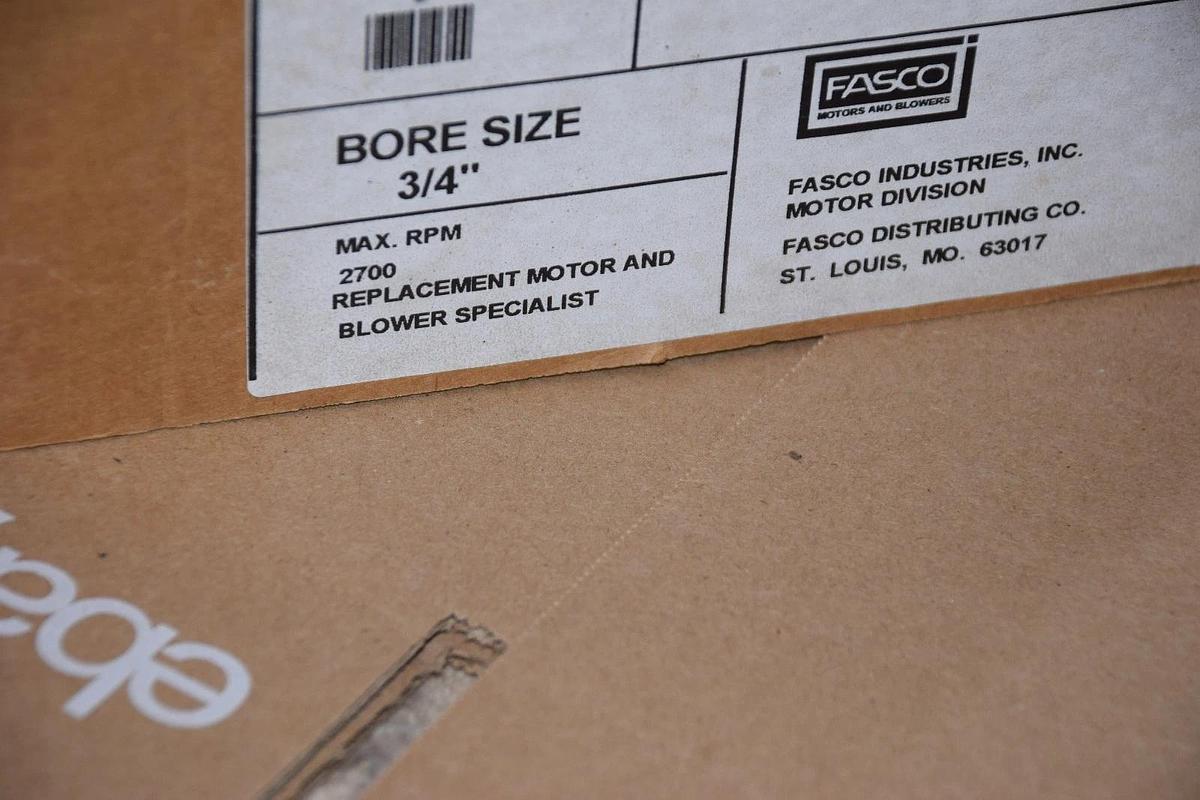 BORE SIZE
3/4"
MAX. RPM
2700
REPLACEMENT MOTOR AND
BLOWER SPECIALIST
FASCO
MOTORS AND BLOWERS
FASCO INDUSTRIES, INC.
MOTOR DIVISION
FASCO DISTRIBUTING CO.
ST. LOUIS, MO. 63017
eba